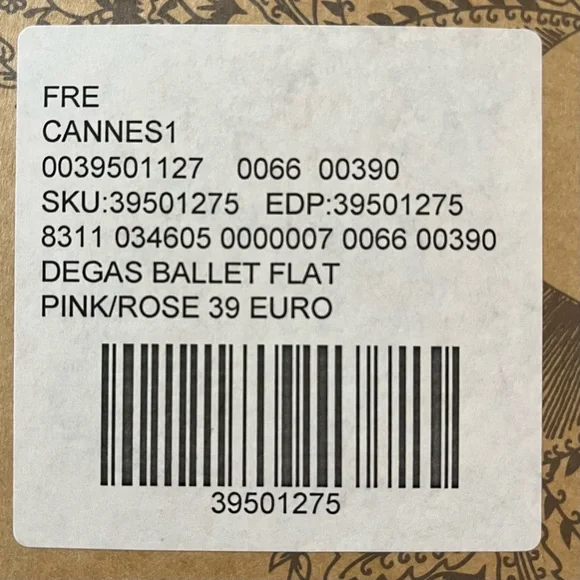 FRE
CANNES1
0039501127 0066 00390
SKU:39501275 EDP:39501275
8311 034605 0000007 0066 00390
DEGAS BALLET FLAT
PINK/ROSE 39 EURO
39501275